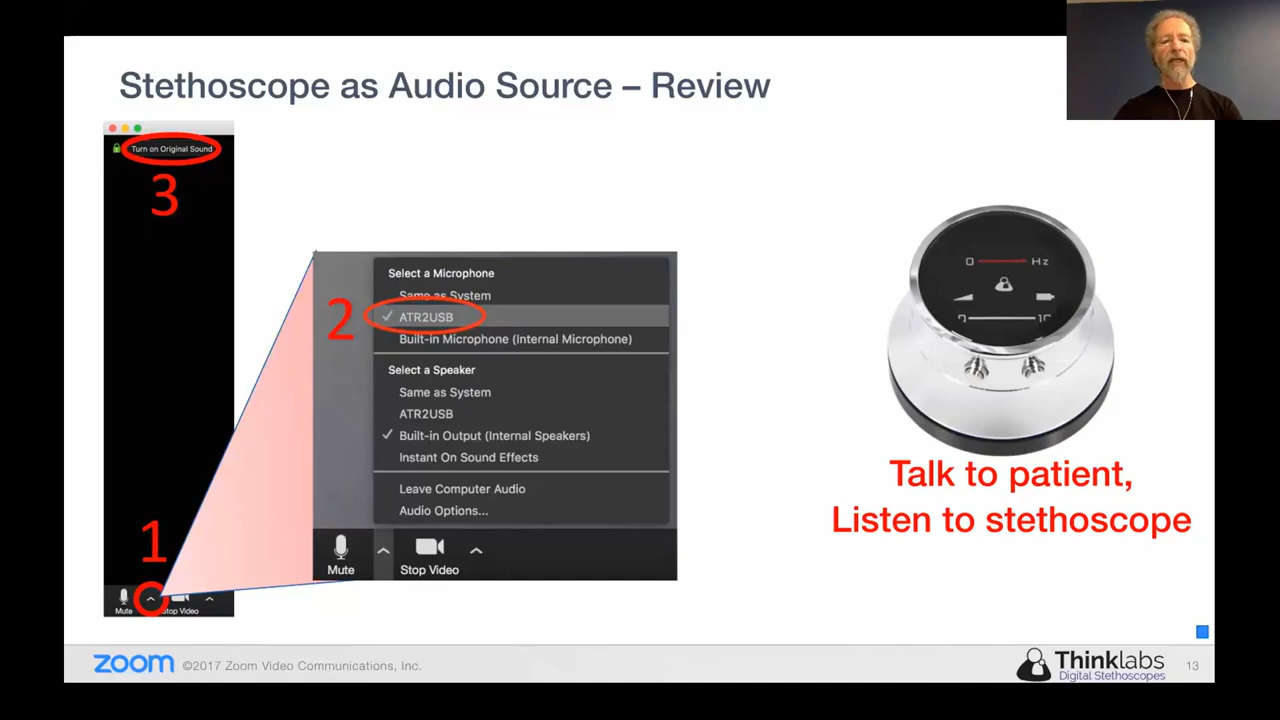 Stethoscope as Audio Source – Review
Turn on Original Sound
3
Select a Microphone
Same as System
2
✓ ATR2USB
Built-in Microphone (Internal Microphone)
Select a Speaker
Same as System
ATR2USB
✓ Built-in Output (Internal Speakers)
Instant On Sound Effects
Leave Computer Audio
Audio Options...
Mute
Stop Video
1
Mute
Stop Video
Hz
Talk to patient,
Listen to stethoscope
zoom ©2017 Zoom Video Communications, Inc.
Thinklabs
Digital Stethoscopes
13